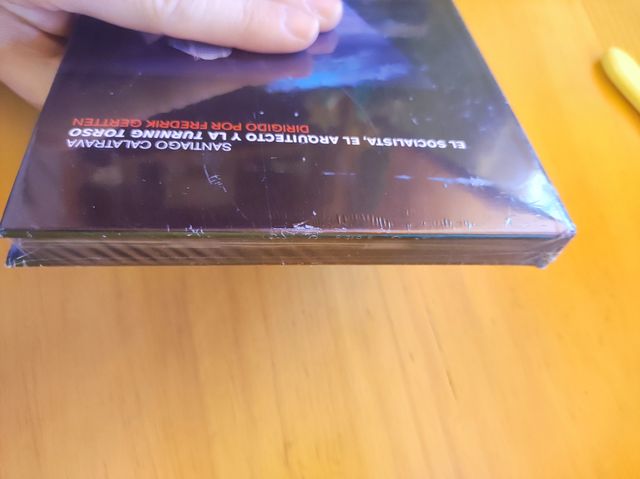 SANTIAGO CALATRAVA
EL SOCIALISTA, EL ARQUITECTO Y LA TURNING TORSO
DIRIGIDO POR FREDRIK GERTTEN